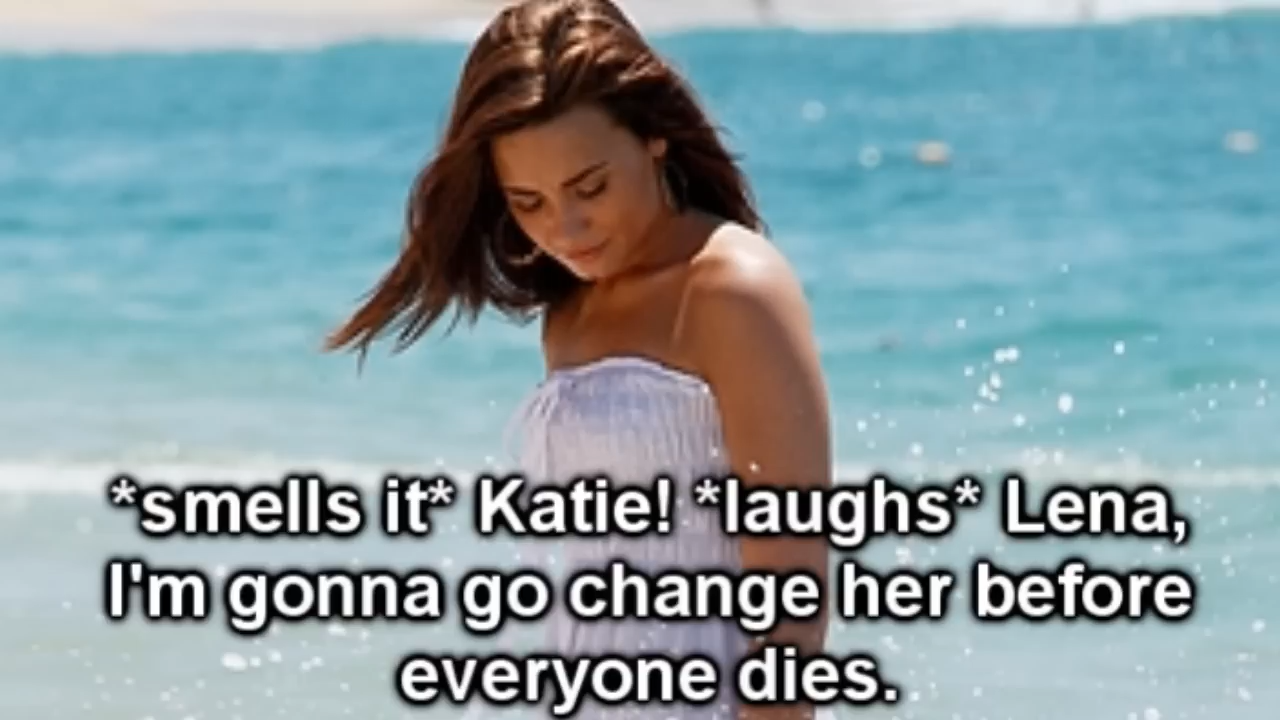 *smells it* Katie! *laughs* Lena,
I'm gonna go change her before
everyone dies.